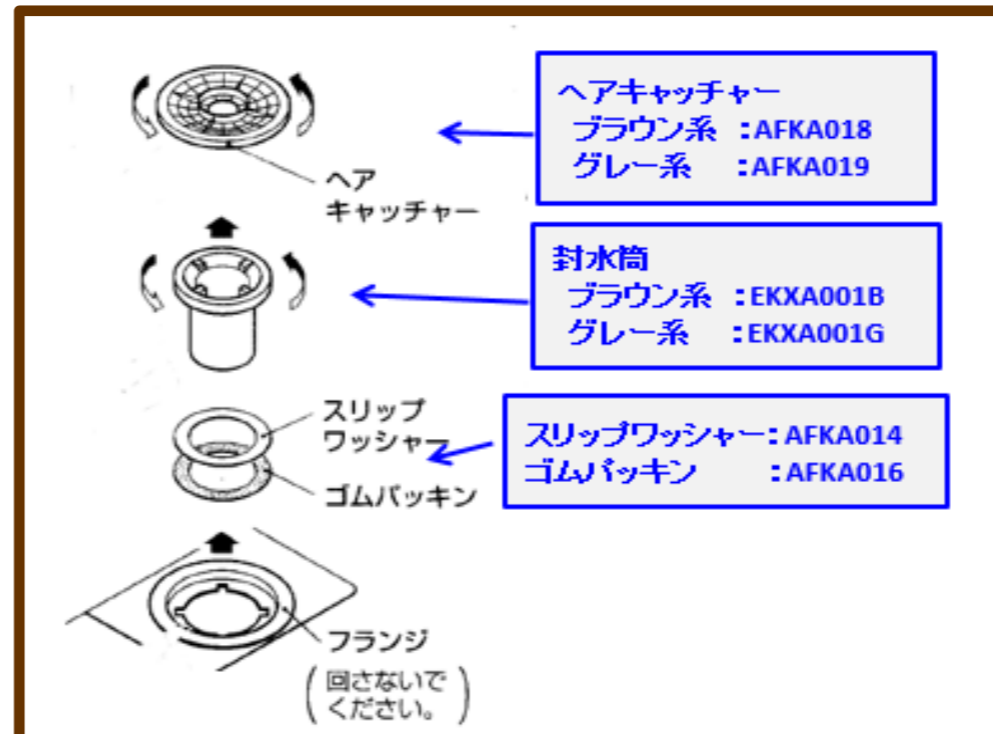 ヘアキャッチャー
ブラウン系 :AFKA018
グレー系 :AFKA019
ヘア
キャッチャー
封水筒
ブラウン系 :EKXA001B
グレー系 :EKXA001G
スリップ
ワッシャー
ゴムパッキン
スリップワッシャー:AFKA014
ゴムパッキン :AFKA016
フランジ
(回さないで
ください。)